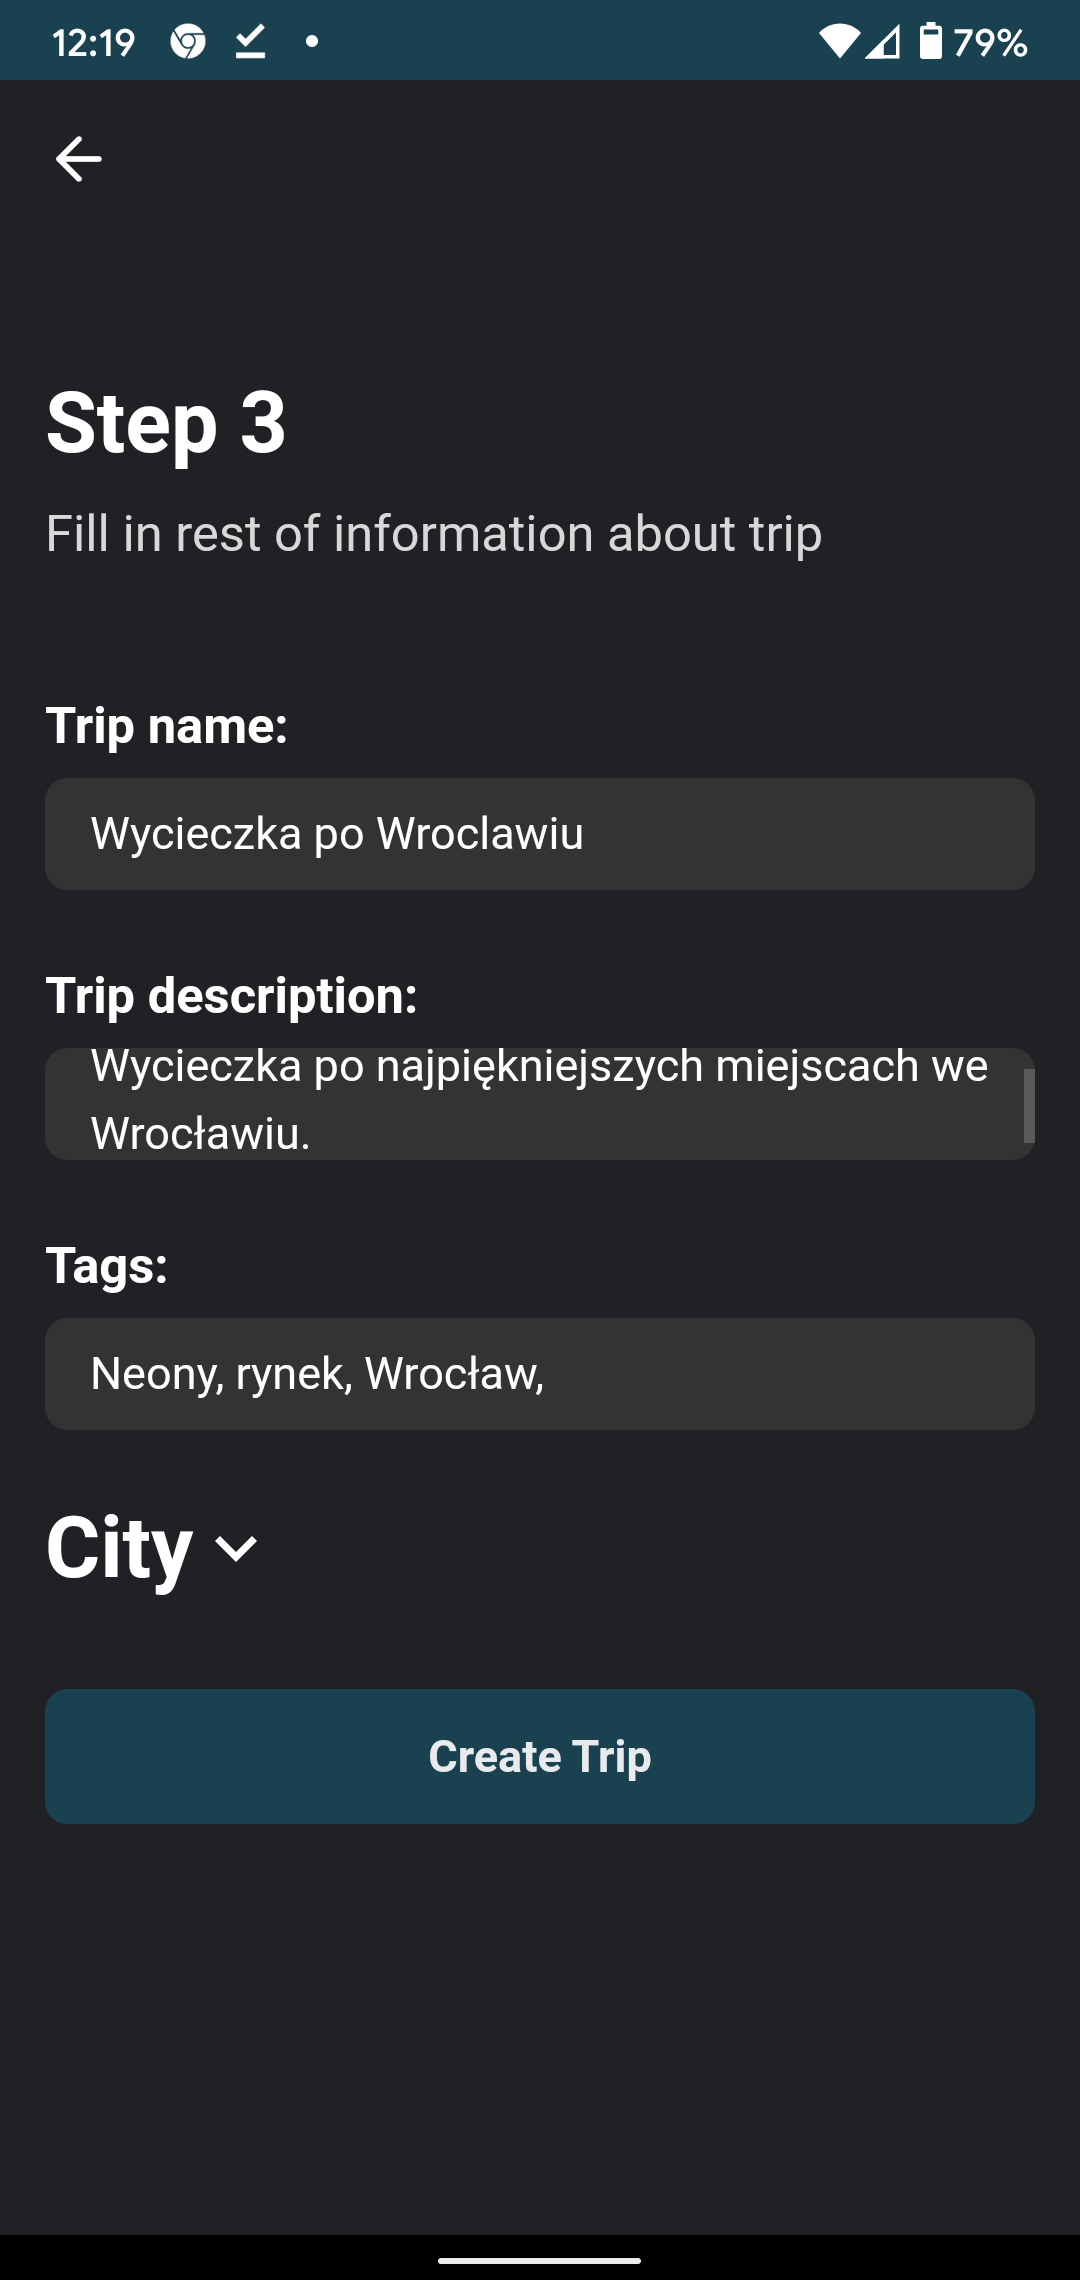 12:19
79%
Step 3
Fill in rest of information about trip
Trip name:
Wycieczka po Wroclawiu
Trip description:
Wycieczka po najpiękniejszych miejscach we
Wrocławiu.
Tags:
Neony, rynek, Wrocław,
City
Create Trip